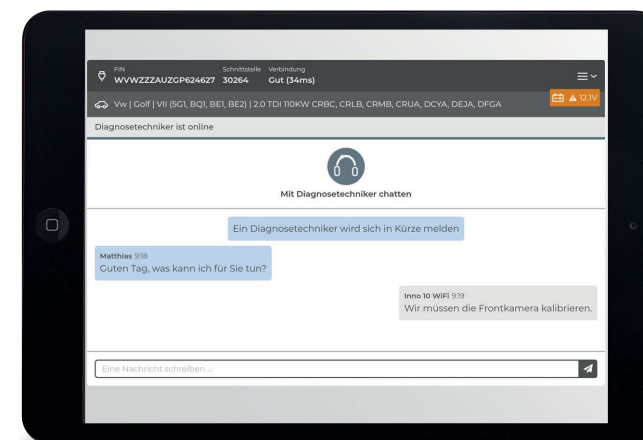 FIN
WVWZZZAUZGP624627
Schnittstelle
30264
Verbindung
Gut (34ms)
Vw | Golf | VII (5G1, BQ1, BE1, BE2) | 2.0 TDI 110KW CRBC, CRLB, CRMB, CRUA, DCYA, DEJA, DFGA
12.1V
Diagnosetechniker ist online
Mit Diagnosetechniker chatten
Ein Diagnosetechniker wird sich in Kürze melden
Matthias 9:18
Guten Tag, was kann ich für Sie tun?
Inno 10 WiFi 9:19
Wir müssen die Frontkamera kalibrieren.
Eine Nachricht schreiben ...